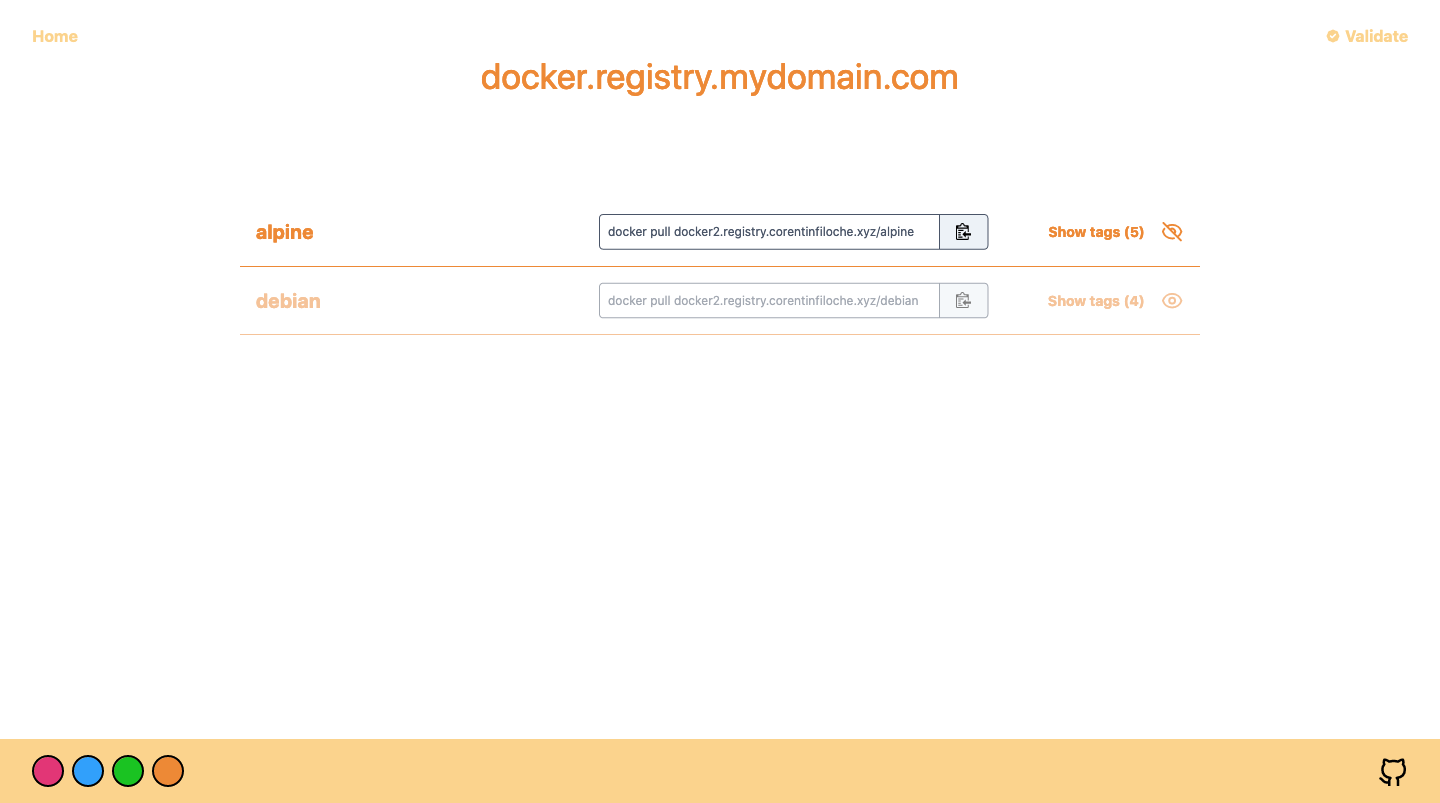 Home
Validate
docker.registry.mydomain.com
alpine
docker pull docker2.registry.corentinfiloche.xyz/alpine
Show tags (5)
debian
docker pull docker2.registry.corentinfiloche.xyz/debian
Show tags (4)